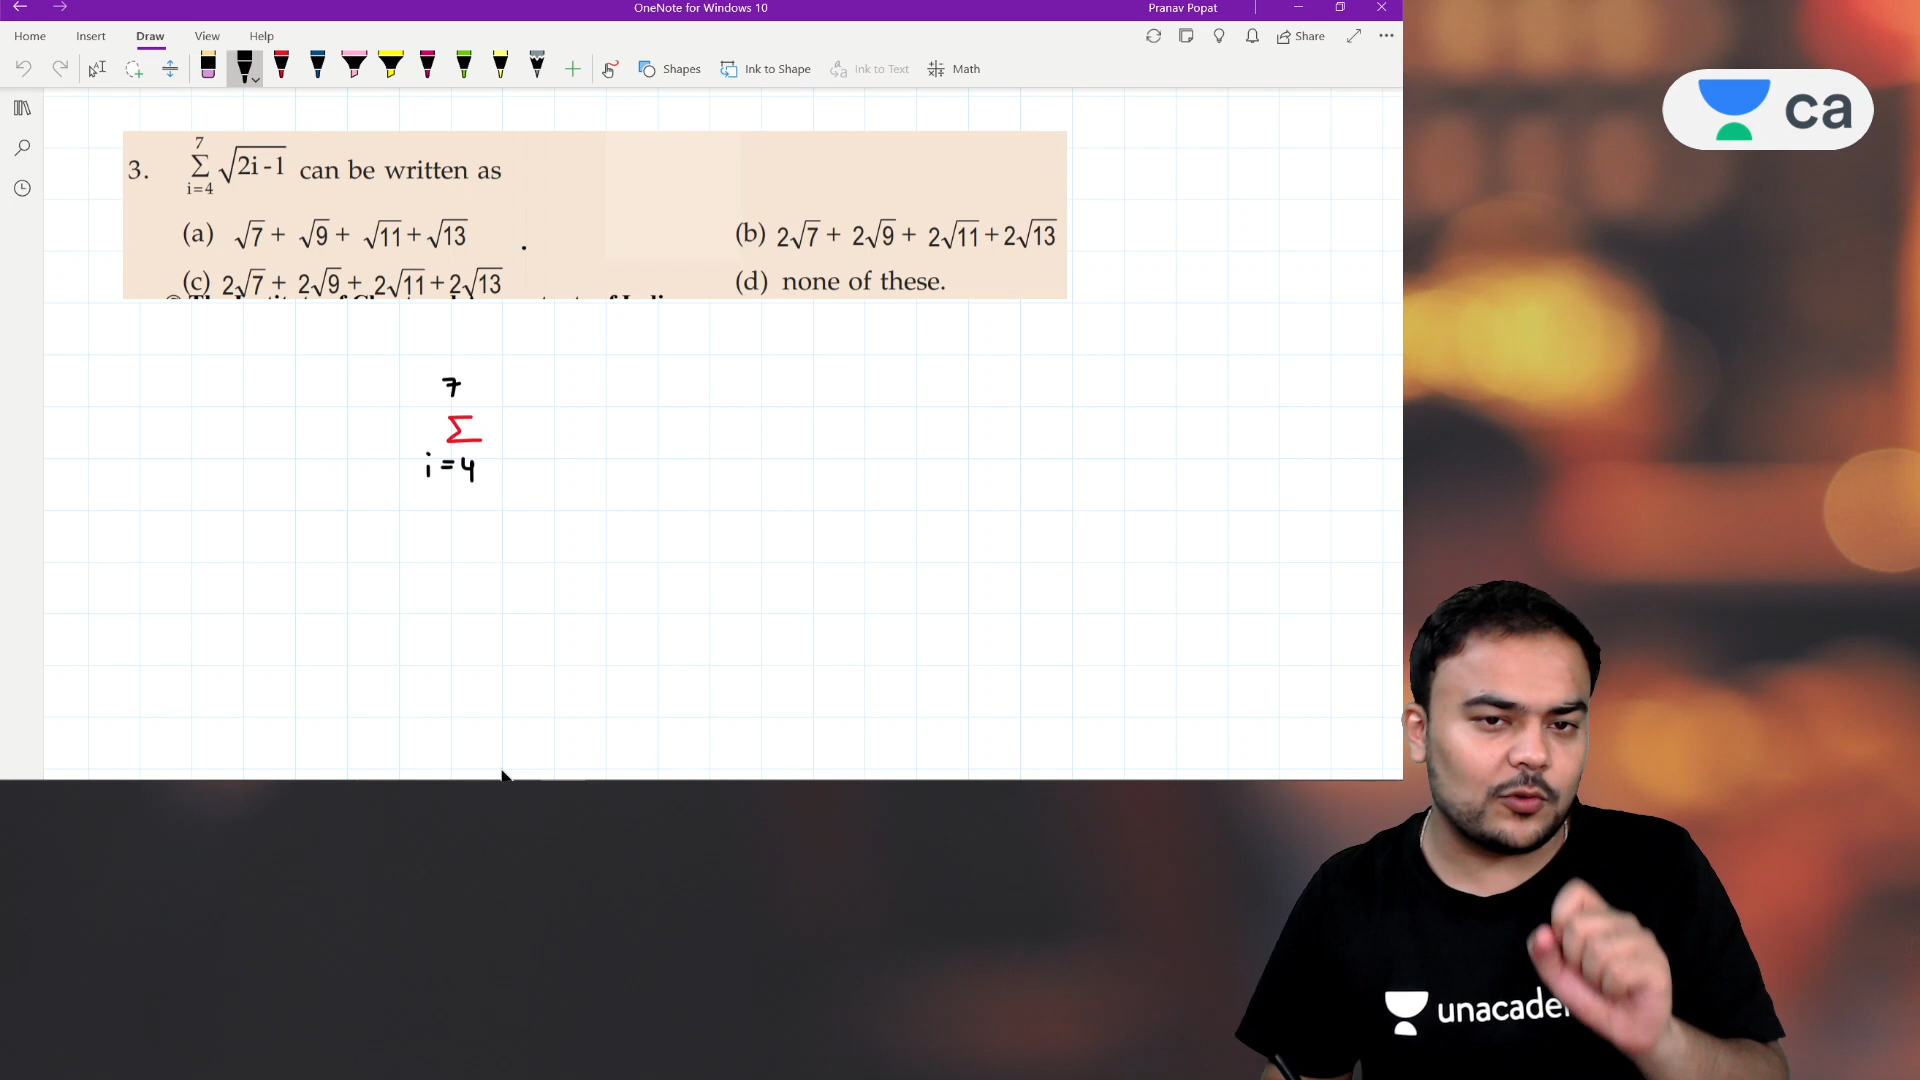 OneNote for Windows 10
Pranav Popat
Home Insert Draw View Help
Share
Shapes Ink to Shape Ink to Text Math
ca
7
3. Σ √2i-1 can be written as
i=4
(a) √7 + √9 + √11 + √13 .
(b) 2√7 + 2√9 + 2√11 + 2√13
(c) 2√7 + 2√9 + 2√11 + 2√13
(d) none of these.
7
Σ
i = 4